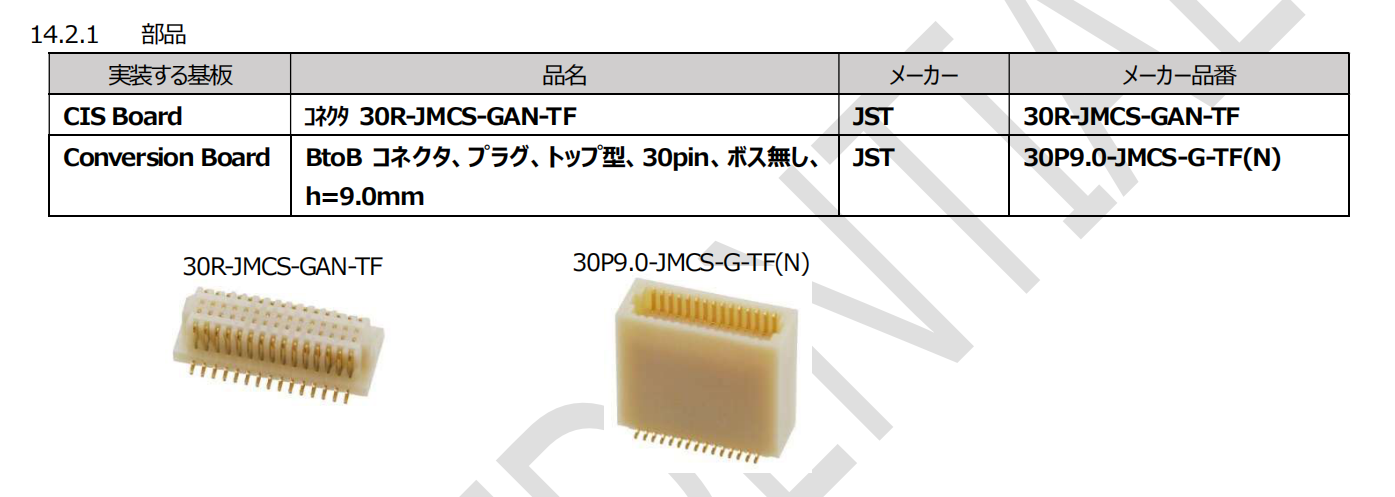 14.2.1 部品
実装する基板 品名 メーカー メーカー品番
CIS Board ｺﾈｸﾀ 30R-JMCS-GAN-TF JST 30R-JMCS-GAN-TF
Conversion Board BtoB コネクタ、プラグ、トップ型、30pin、ボス無し、 JST 30P9.0-JMCS-G-TF(N)
h=9.0mm
30R-JMCS-GAN-TF 30P9.0-JMCS-G-TF(N)